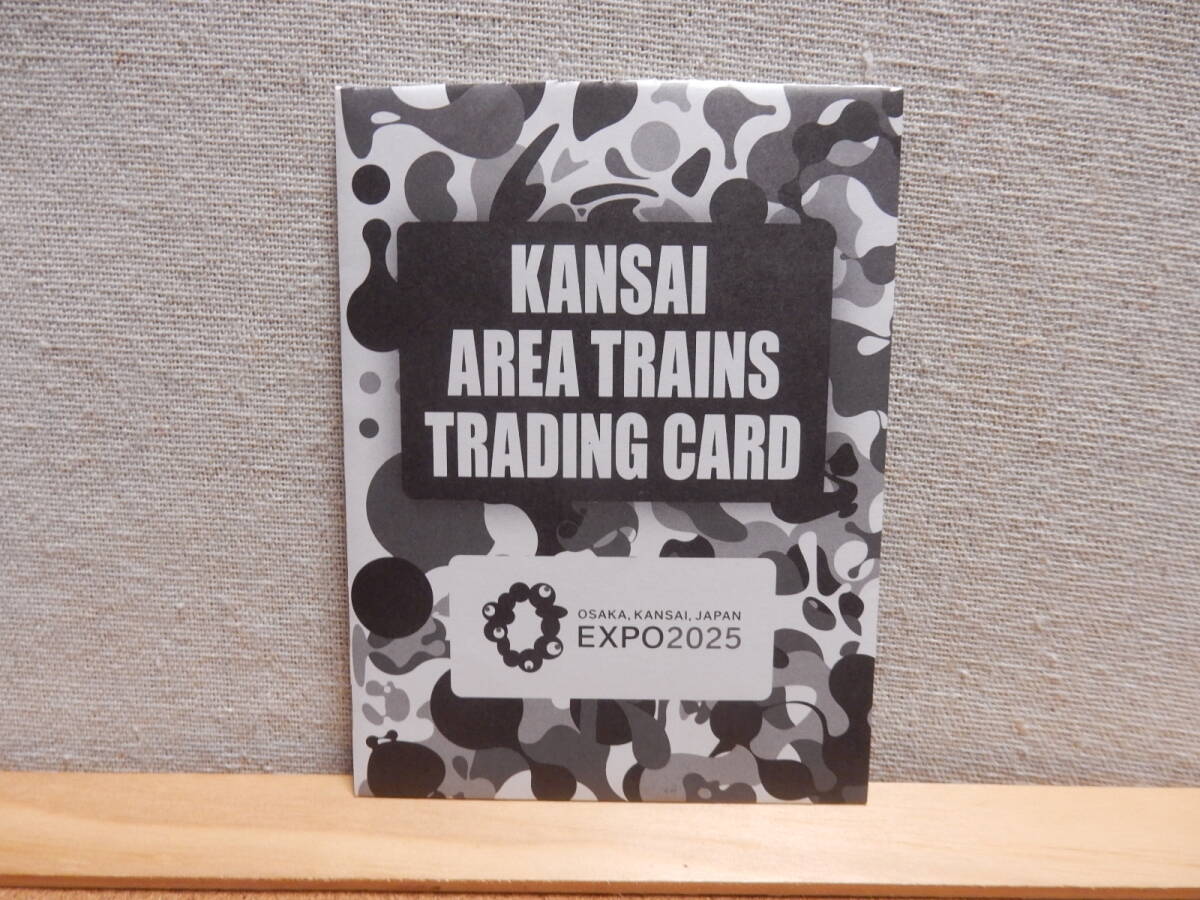 KANSAI
AREA TRAINS
TRADING CARD
OSAKA, KANSAI, JAPAN
EXPO2025